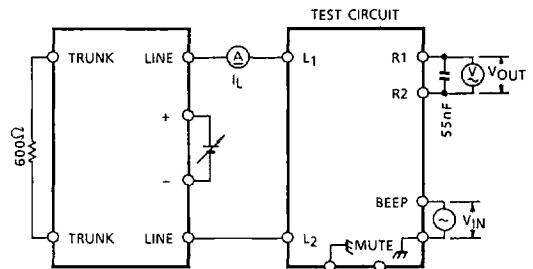 TEST CIRCUIT
TRUNK LINE A L1 R1
IL
V VOUT
R2
55nF
+
600Ω
−
BEEP
~ VIN
TRUNK LINE L2 MUTE